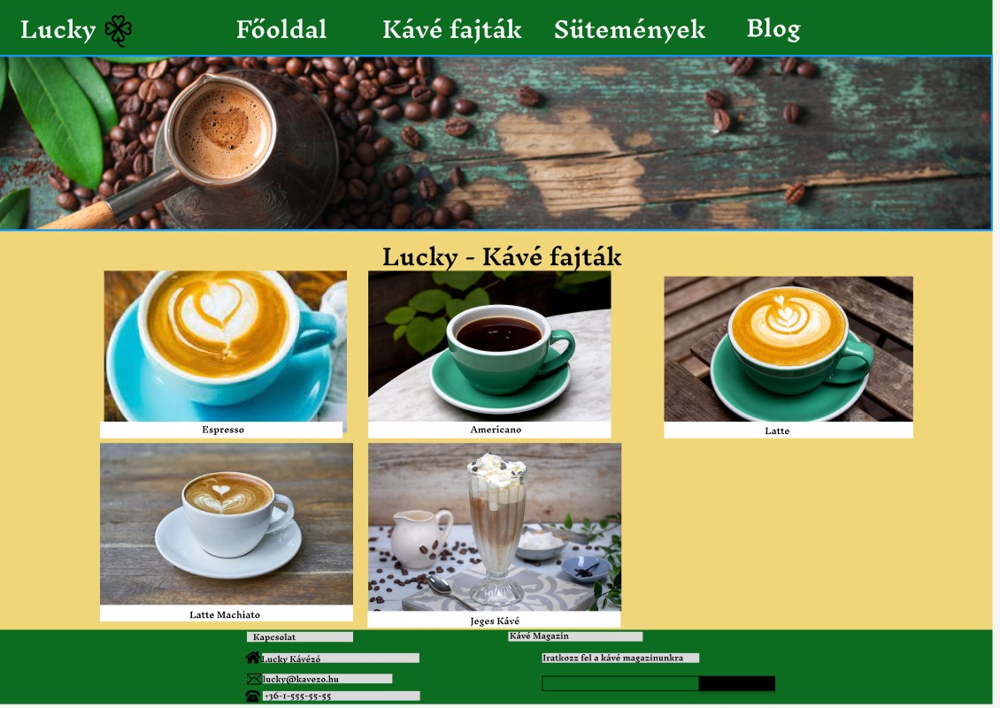 Lucky
Főoldal
Kávé fajták
Sütemények
Blog
Lucky - Kávé fajták
Espresso
Americano
Latte
Latte Machiato
Jeges Kávé
Kapcsolat
Kávé Magazin
Lucky Kávézó
Iratkozz fel a kávé magazinunkra
lucky@kavezo.hu
+36-1-555-55-55